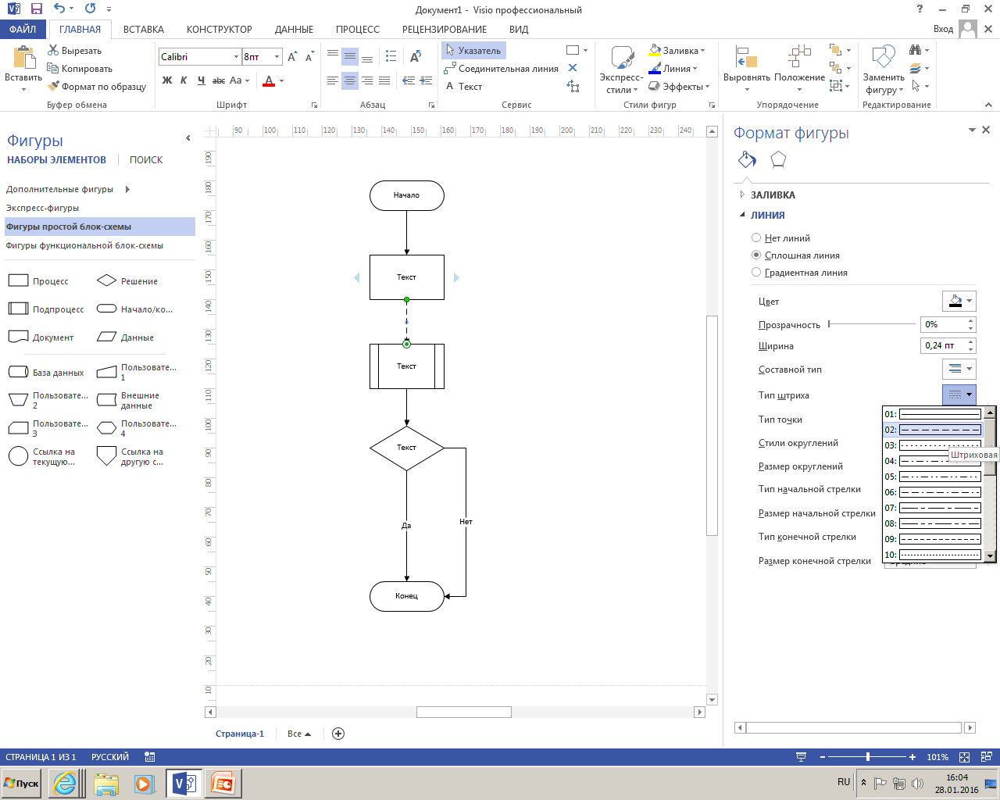 Документ1 - Visio профессиональный
ФАЙЛ ГЛАВНАЯ ВСТАВКА КОНСТРУКТОР ДАННЫЕ ПРОЦЕСС РЕЦЕНЗИРОВАНИЕ ВИД Вход
Вставить
Вырезать
Копировать
Формат по образцу
Буфер обмена
Calibri 8пт
Ж К Ч abc Aa А
Шрифт
Абзац
Указатель
Соединительная линия
А Текст
Сервис
Экспресс-
стили
Заливка
Линия
Эффекты
Стили фигур
Выровнять Положение
Упорядочение
Заменить
фигуру
Редактирование
Фигуры
НАБОРЫ ЭЛЕМЕНТОВ ПОИСК
Дополнительные фигуры
Экспресс-фигуры
Фигуры простой блок-схемы
Фигуры функциональной блок-схемы
Процесс Решение
Подпроцесс Начало/ко...
Документ Данные
База данных Пользовате...
1
Пользовате... Внешние
2 данные
Пользовате... Пользовате...
3 4
Ссылка на Ссылка на
текущую... другую с...
90 100 110 120 130 140 150 160 170 180 190 200 210 220 230 240
190
180
170
160
150
140
130
120
110
100
90
80
70
60
50
40
30
20
10
Начало
Текст
Текст
Текст
Да
Нет
Конец
Страница-1 Все
Формат фигуры
ЗАЛИВКА
ЛИНИЯ
Нет линий
Сплошная линия
Градиентная линия
Цвет
Прозрачность 0%
Ширина 0,24 пт
Составной тип
Тип штриха
Тип точки
Стили округлений
Размер округлений
Тип начальной стрелки
Размер начальной стрелки
Тип конечной стрелки
Размер конечной стрелки
01:
02:
03:
Штриховая
04:
05:
06:
07:
08:
09:
10:
СТРАНИЦА 1 ИЗ 1 РУССКИЙ 101%
Пуск
RU
16:04
28.01.2016